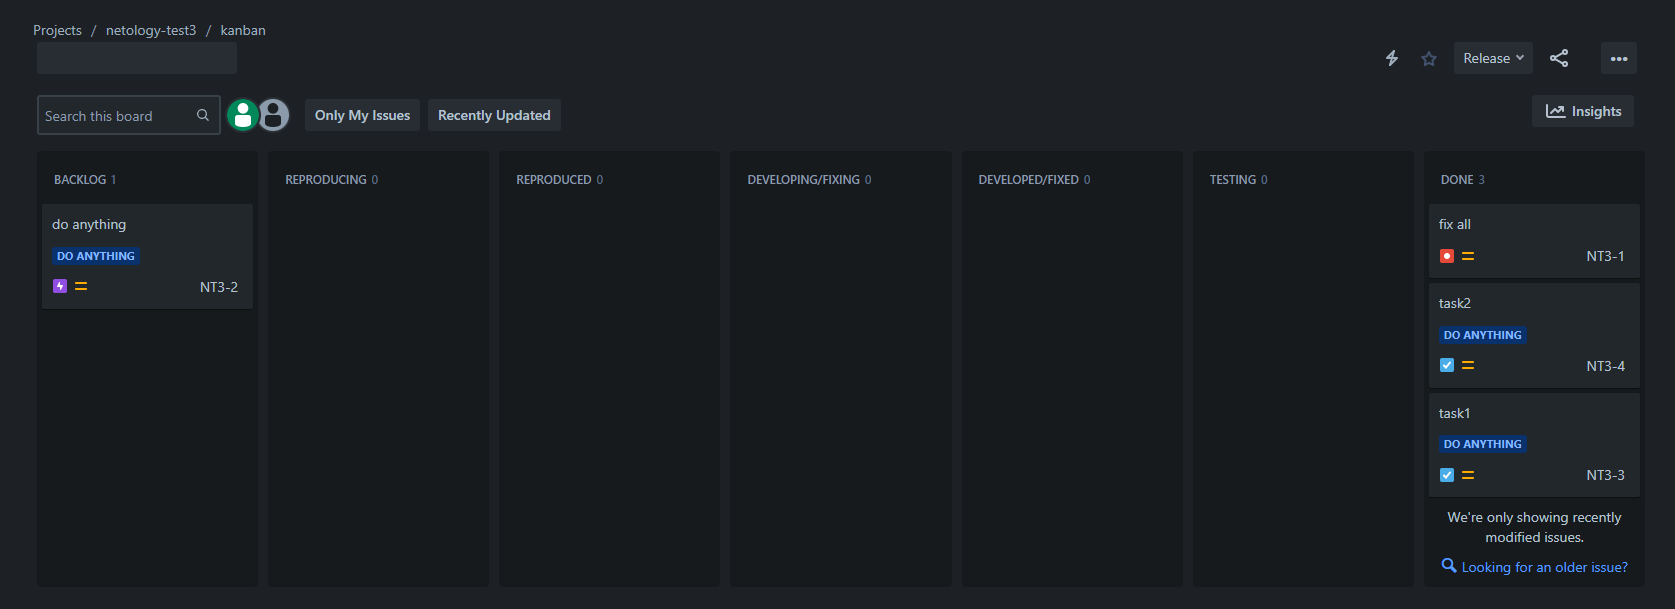 Projects / netology-test3 / kanban
Release
Search this board
Only My Issues
Recently Updated
Insights
BACKLOG 1
do anything
DO ANYTHING
NT3-2
REPRODUCING 0
REPRODUCED 0
DEVELOPING/FIXING 0
DEVELOPED/FIXED 0
TESTING 0
DONE 3
fix all
NT3-1
task2
DO ANYTHING
NT3-4
task1
DO ANYTHING
NT3-3
We're only showing recently
modified issues.
Looking for an older issue?